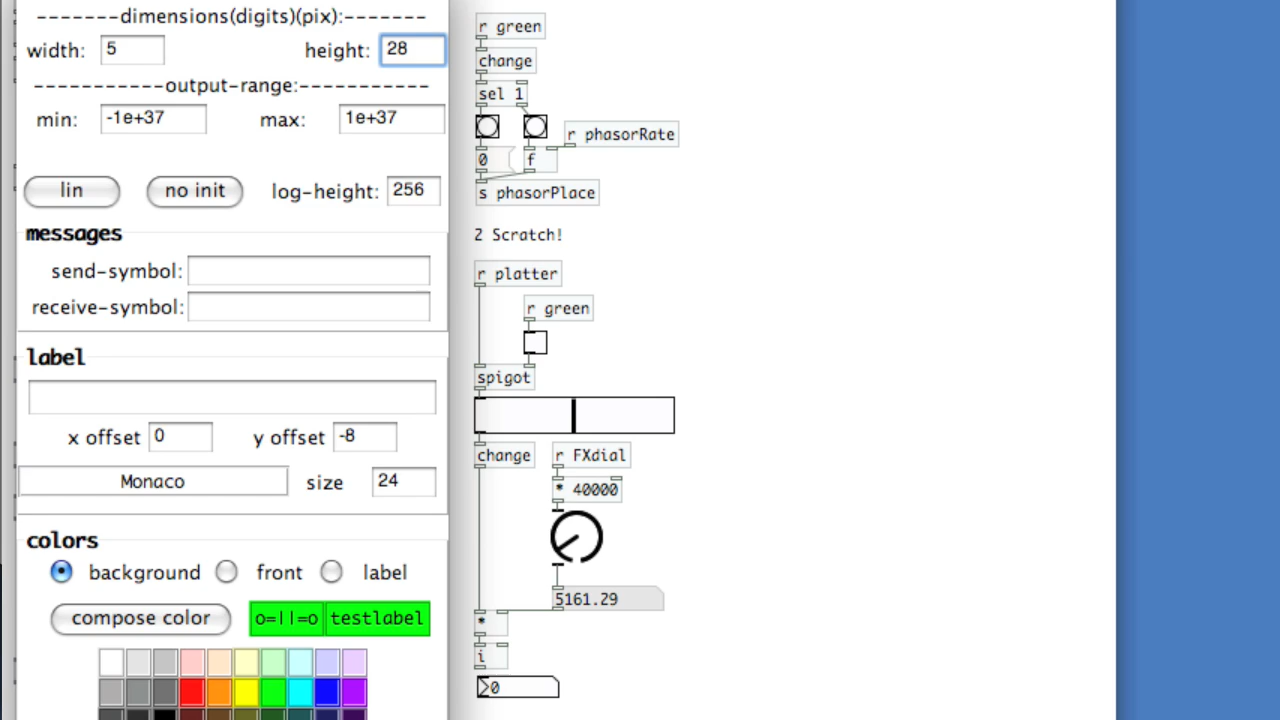 -------dimensions(digits)(pix):-------
width: 5 height: 28
-----------output-range:-----------
min: -1e+37 max: 1e+37
lin no init log-height: 256
messages
send-symbol:
receive-symbol:
label
x offset 0 y offset -8
Monaco size 24
colors
background front label
compose color o=||=o testlabel
r green
change
sel 1
r phasorRate
0 f
s phasorPlace
2 Scratch!
r platter
r green
spigot
change r FXdial
* 40000
5161.29
*
i
0